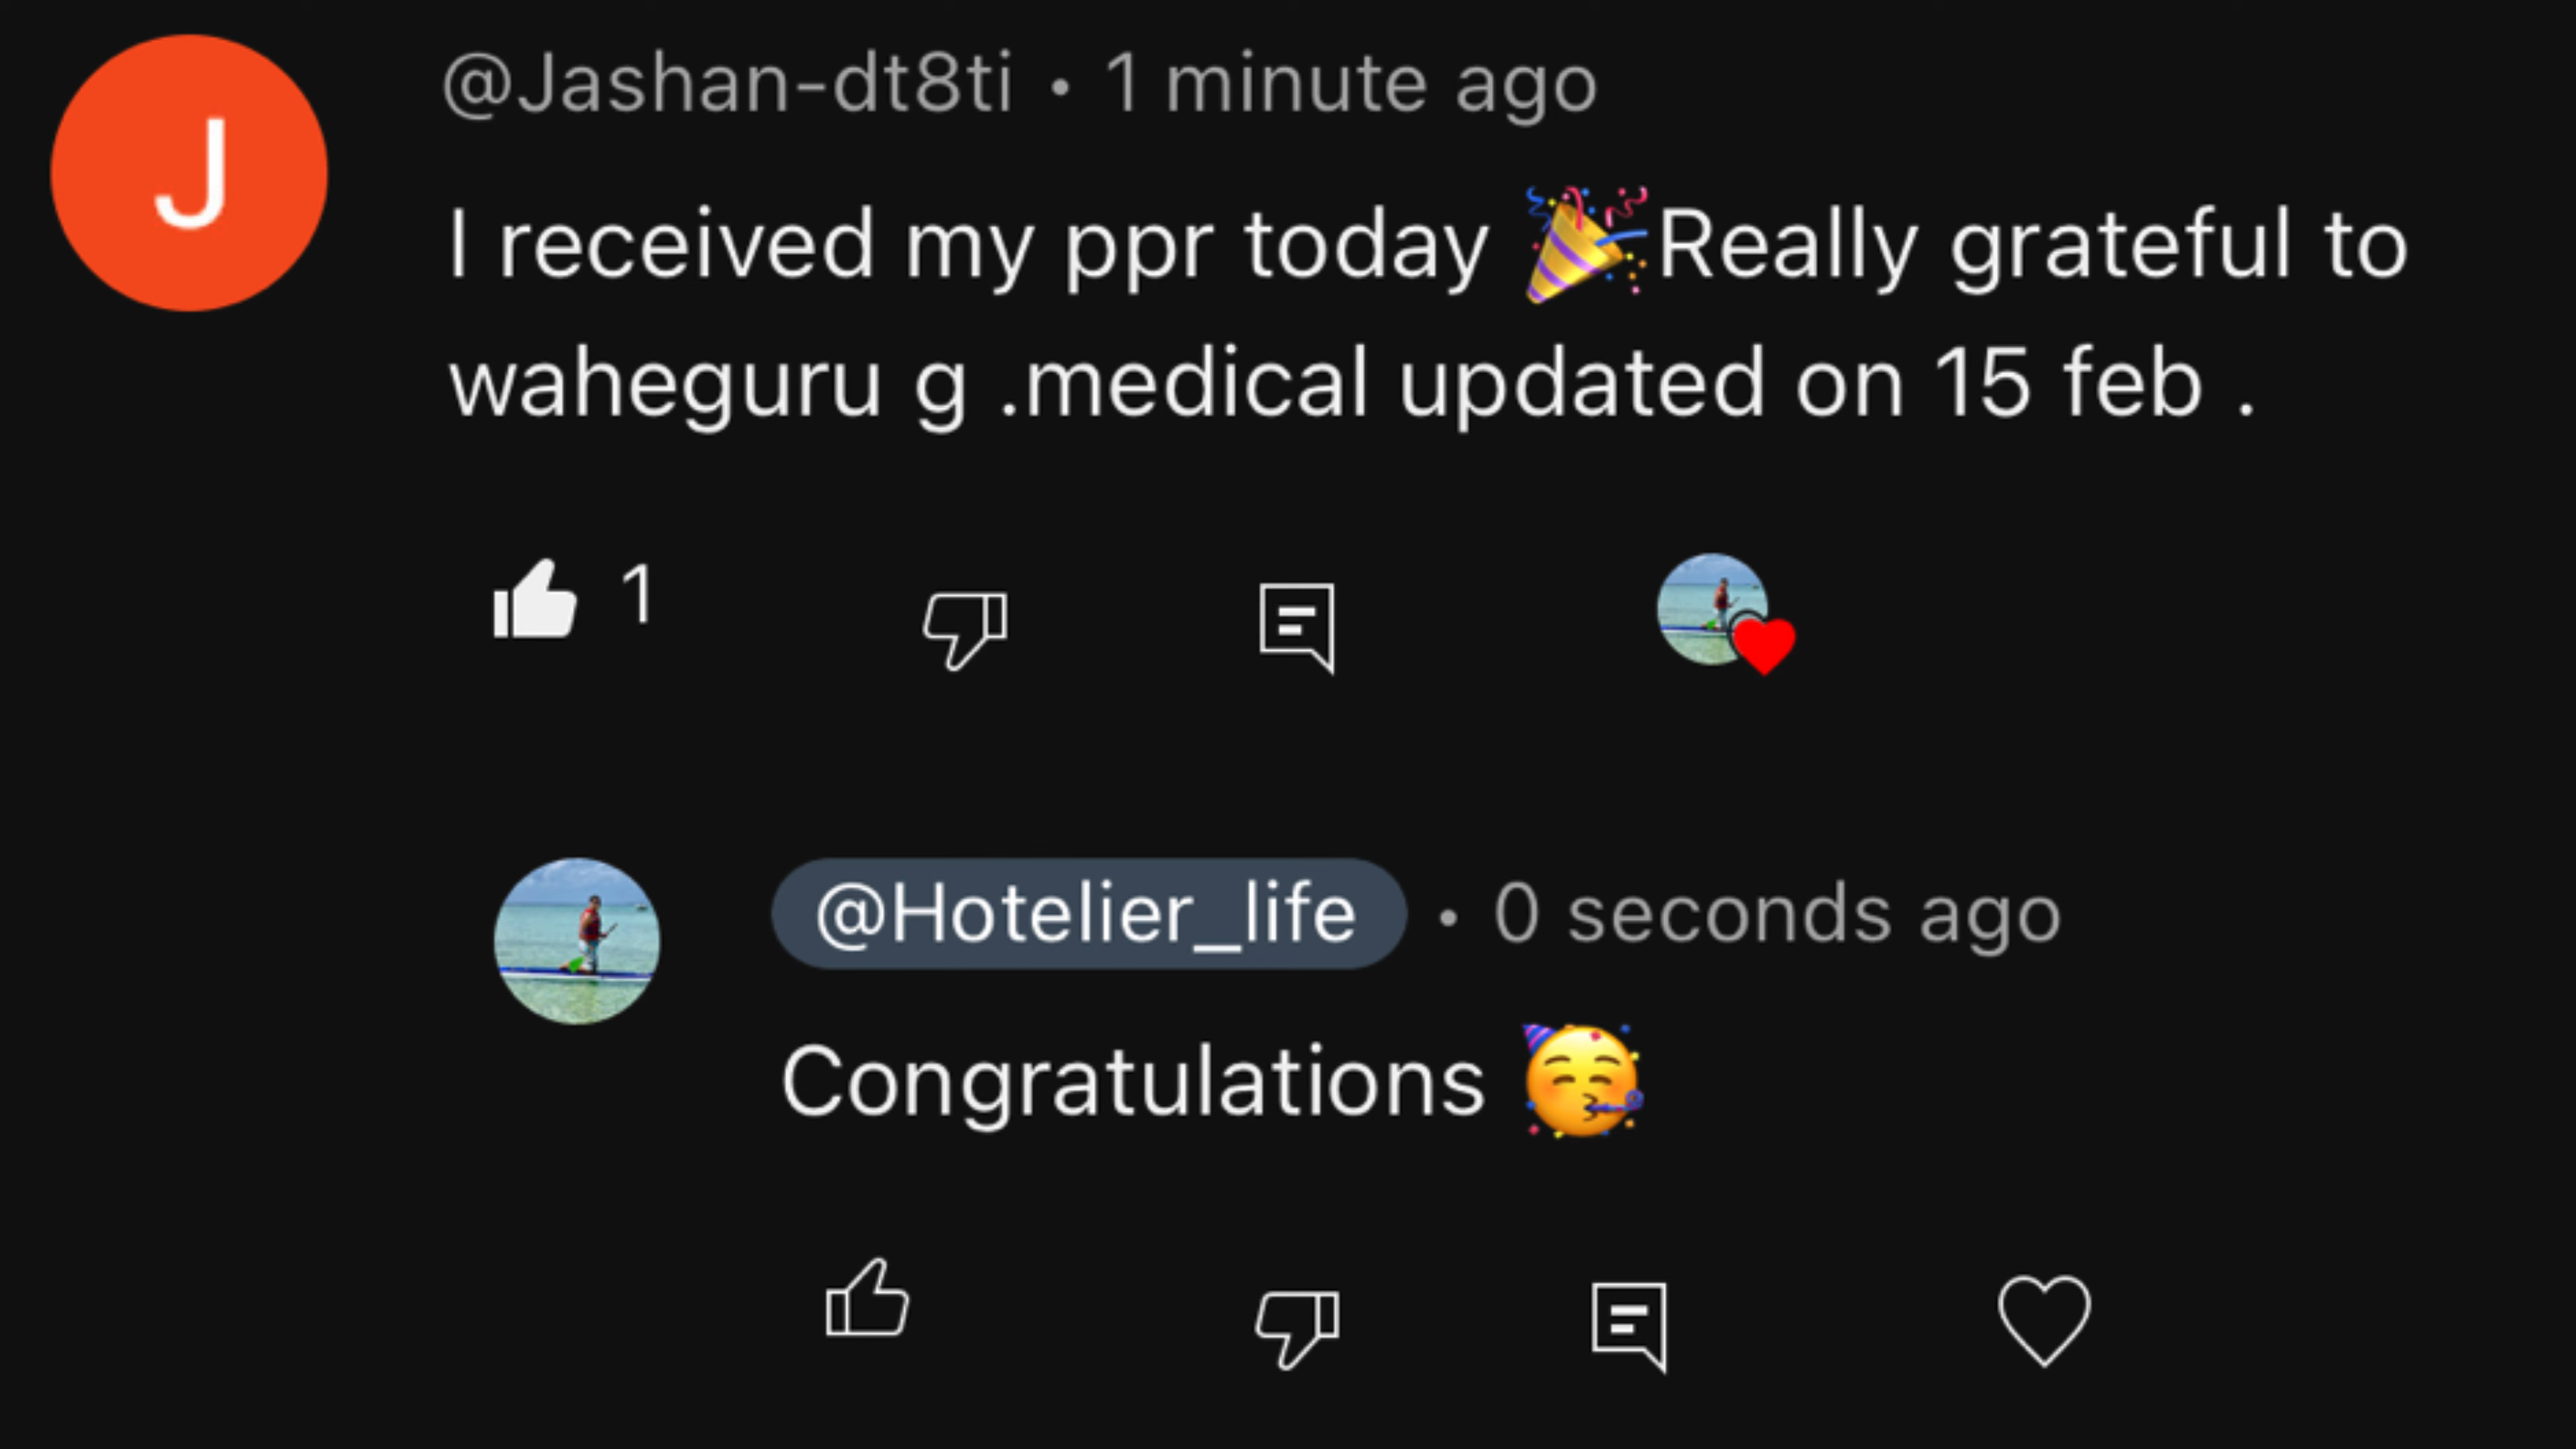 J
@Jashan-dt8ti • 1 minute ago
I received my ppr today 🎉Really grateful to
waheguru g .medical updated on 15 feb .
1
@Hotelier_life • 0 seconds ago
Congratulations 🥳